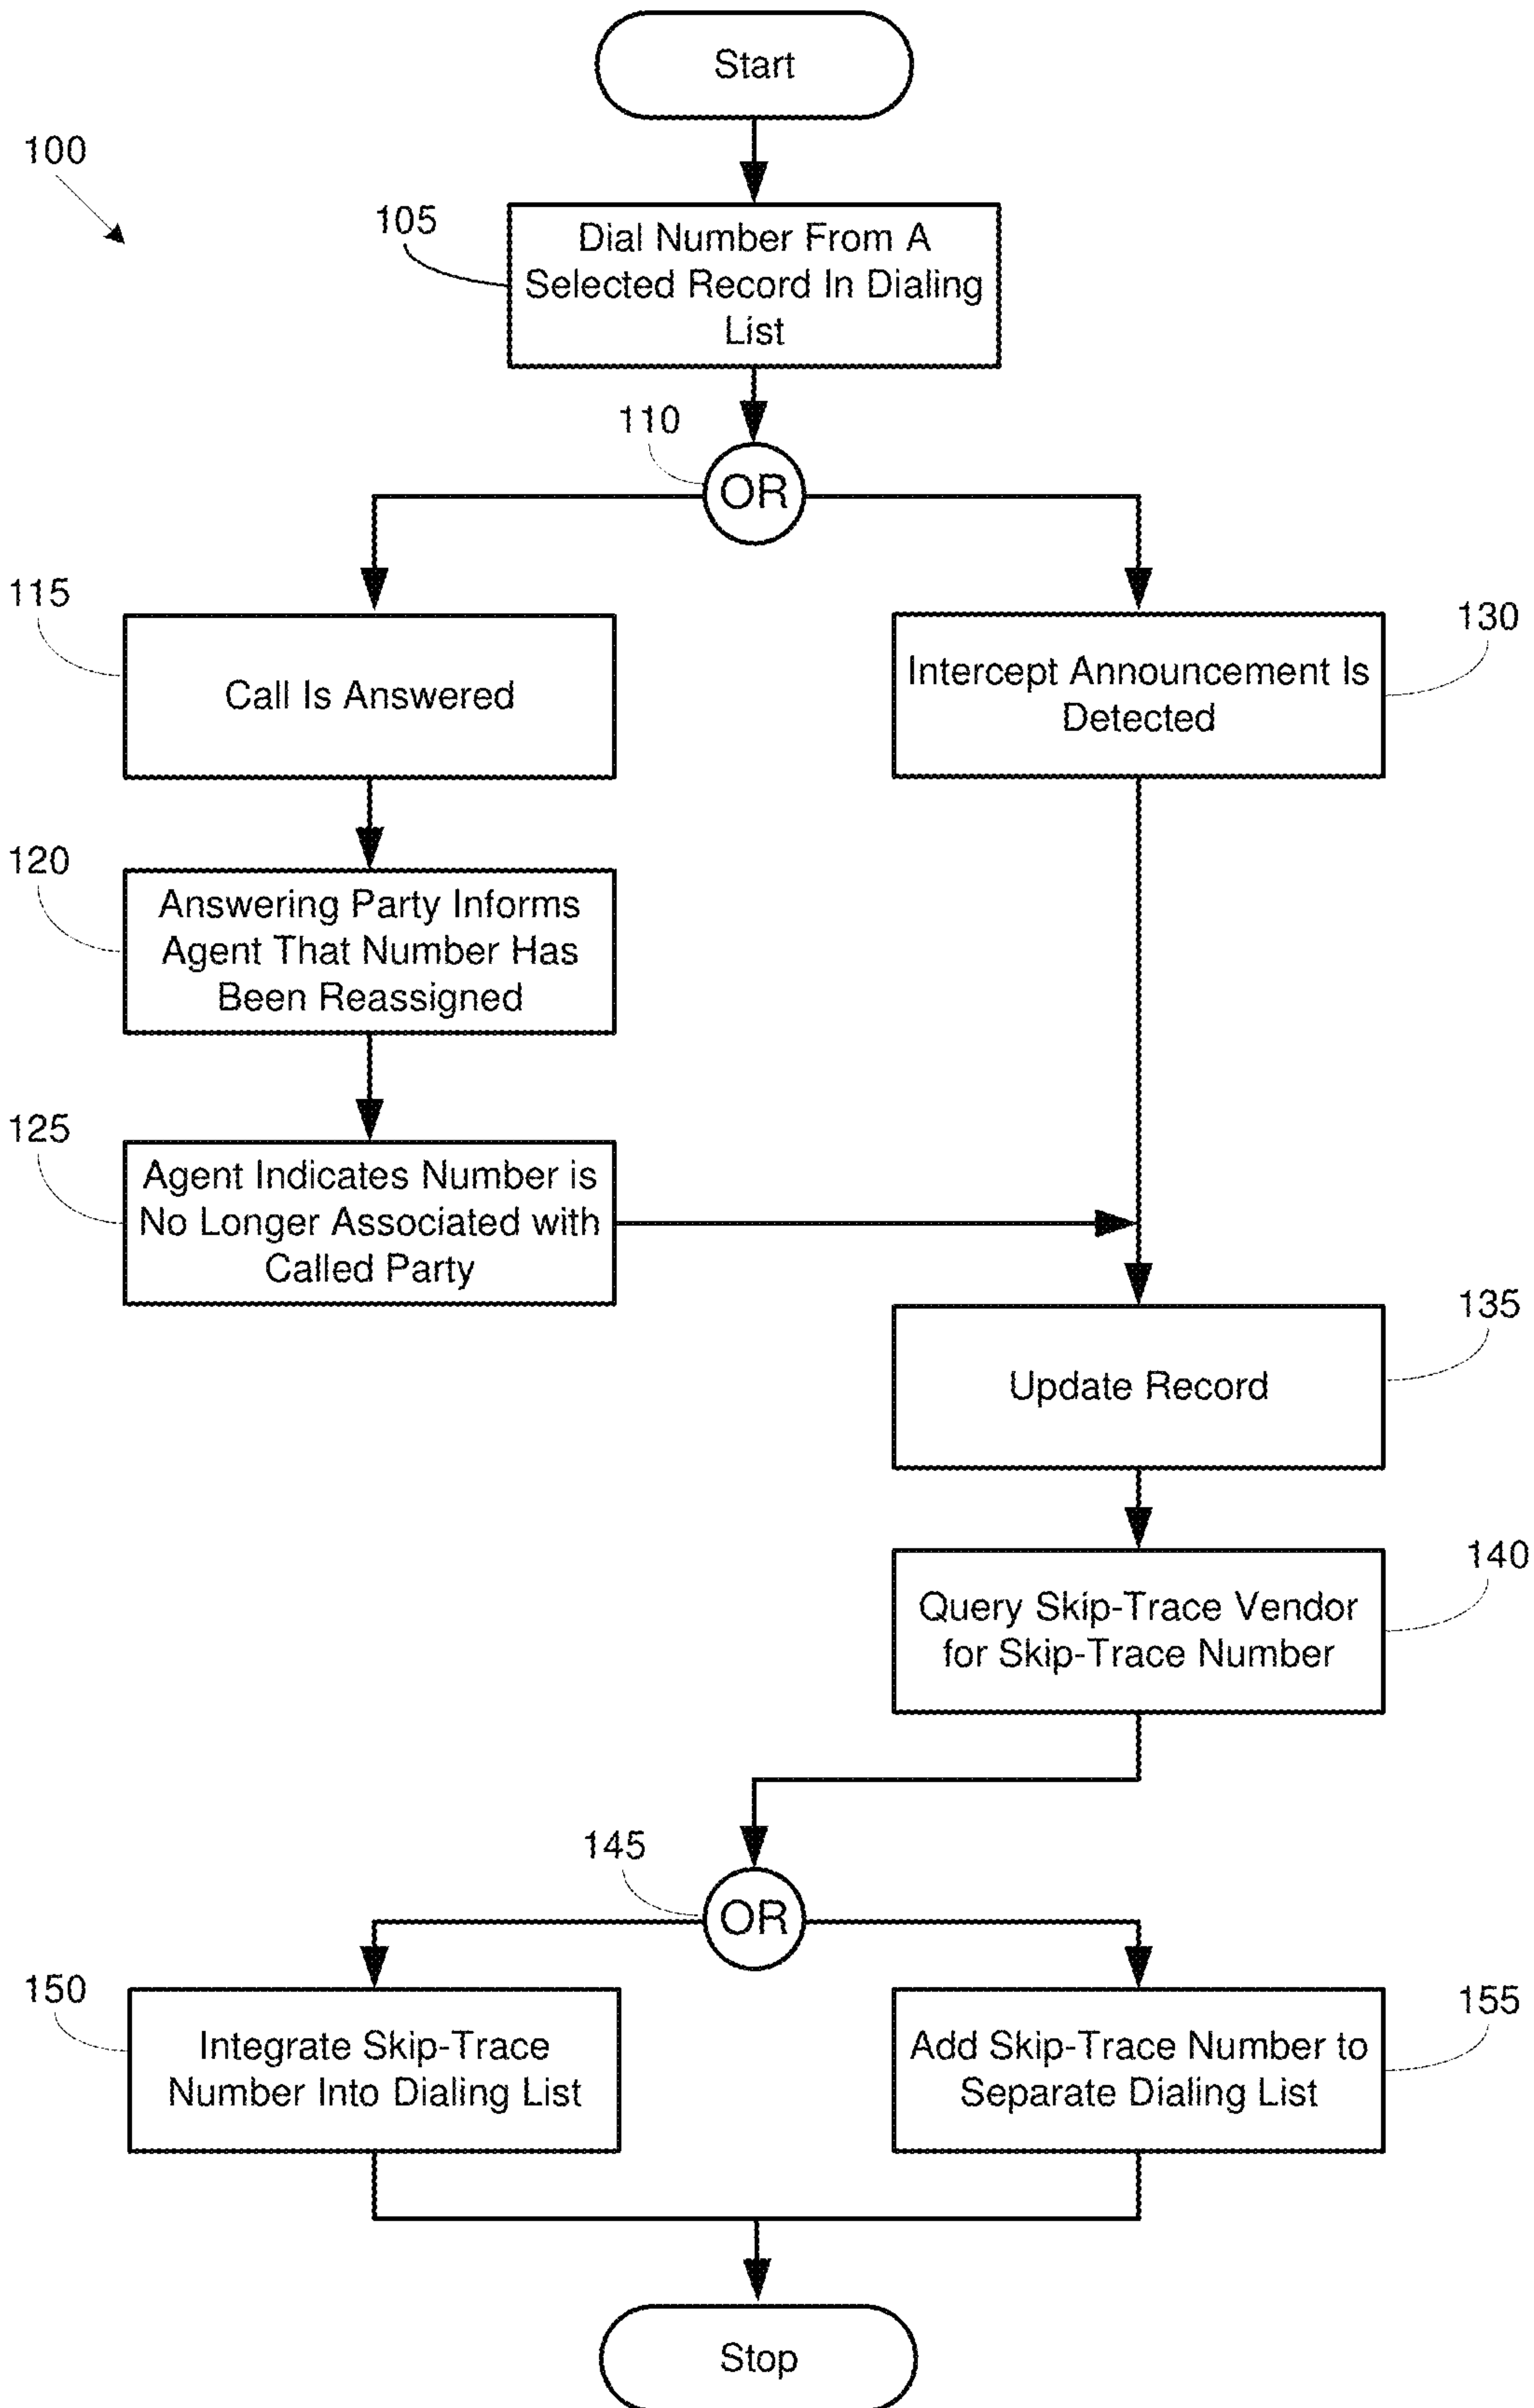 Start
100
105
Dial Number From A
Selected Record In Dialing
List
110
OR
115
Call Is Answered
130
Intercept Announcement Is
Detected
120
Answering Party Informs
Agent That Number Has
Been Reassigned
125
Agent Indicates Number is
No Longer Associated with
Called Party
135
Update Record
140
Query Skip-Trace Vendor
for Skip-Trace Number
145
OR
150
Integrate Skip-Trace
Number Into Dialing List
155
Add Skip-Trace Number to
Separate Dialing List
Stop